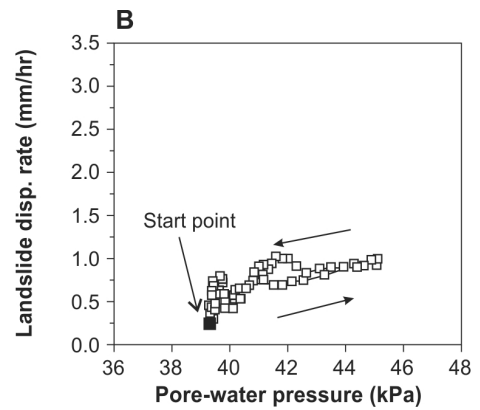 B
Landslide disp. rate (mm/hr)
3.5
3.0
2.5
2.0
1.5
1.0
0.5
0.0
Start point
36 38 40 42 44 46 48
Pore-water pressure (kPa)